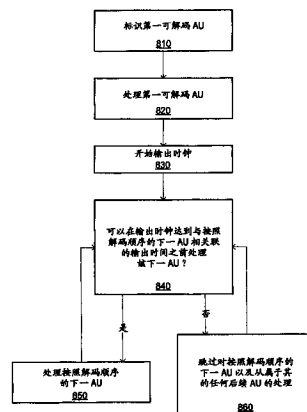 标识第一可解码 AU
810
处理第一可解码 AU
820
开始输出时钟
830
可以在输出时钟达到与按照
解码顺序的下一 AU 相关联
的输出时间之前处理
该下一 AU？
840
是
否
处理按照解码顺序
的下一 AU
850
跳过对按照解码顺序的
下一 AU 以及从属于其
的任何后续 AU 的处理
860